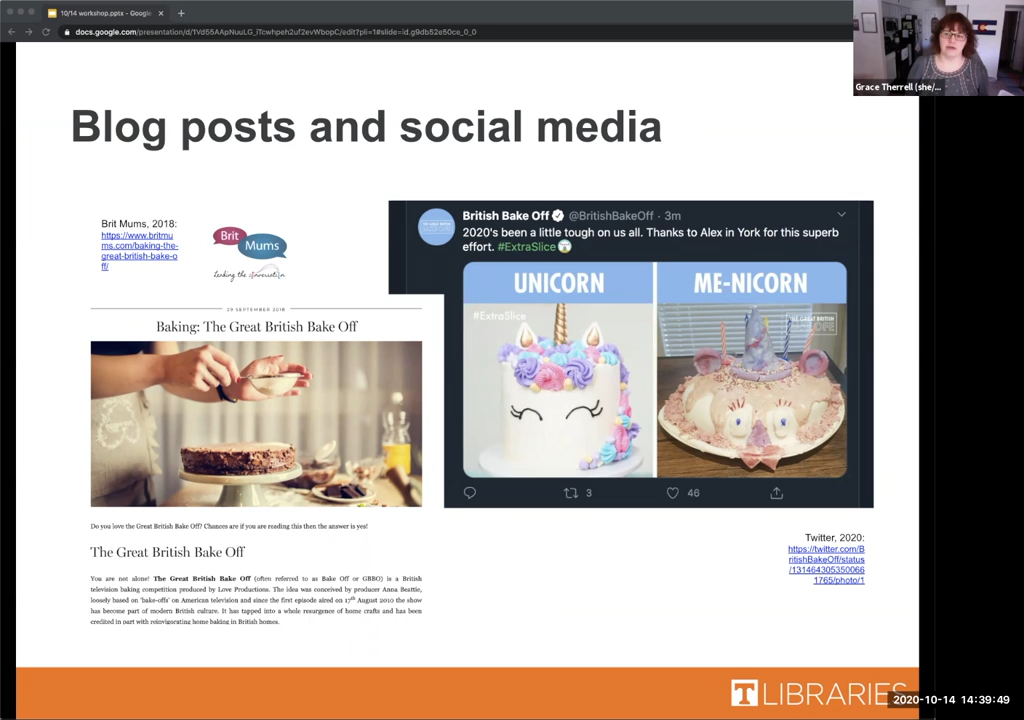 10/14 workshop.pptx - Google
docs.google.com/presentation/d/1Vd55AApNuuLG_iTcwhpeh2uf2evWbopC/edit?pli=1#slide=id.g9db52e50ce_0_0
Grace Therrell (she/...
Blog posts and social media
Brit Mums, 2018:
https://www.britmu
ms.com/baking-the-
great-british-bake-o
ff/
Brit
Mums
Leading the conversation
29 SEPTEMBER 2018
Baking: The Great British Bake Off
Do you love the Great British Bake Off? Chances are if you are reading this then the answer is yes!
The Great British Bake Off
You are not alone! The Great British Bake Off (often referred to as Bake Off or GBBO) is a British
television baking competition produced by Love Productions. The idea was conceived by producer Anna Beattie,
loosely based on 'bake-offs' on American television and since the first episode aired on 17th August 2010 the show
has become part of modern British culture. It has tapped into a whole resurgence of home crafts and has been
credited in part with reinvigorating home baking in British homes.
British Bake Off @BritishBakeOff · 3m
2020's been a little tough on us all. Thanks to Alex in York for this superb
effort. #ExtraSlice
UNICORN
ME-NICORN
#ExtraSlice
THE GREAT BRITISH
3
46
Twitter, 2020:
https://twitter.com/B
ritishBakeOff/status
/131464305350066
1765/photo/1
T LIBRARIES
2020-10-14 14:39:49